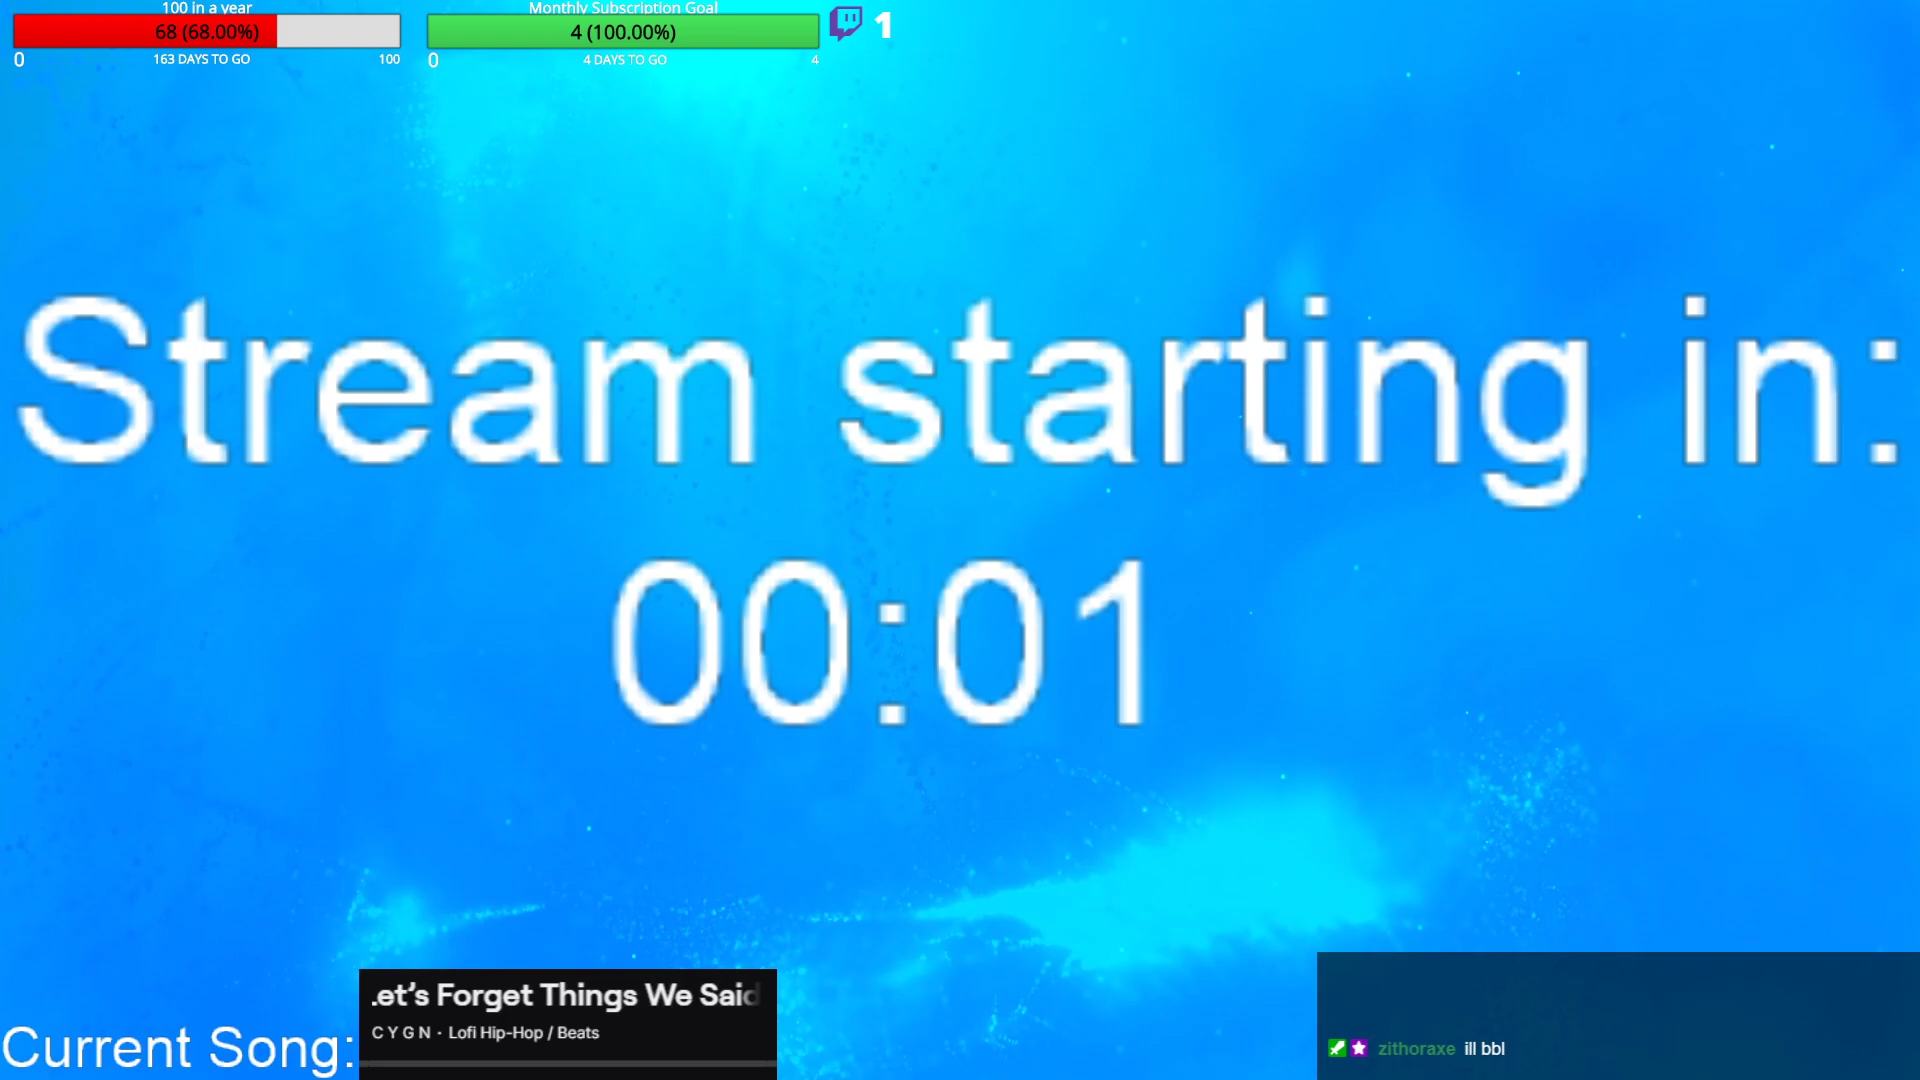 100 in a year
68 (68.00%)
0 163 DAYS TO GO 100
Monthly Subscription Goal
4 (100.00%)
0 4 DAYS TO GO 4
1
Stream starting in:
00:01
Current Song:
.et's Forget Things We Said
C Y G N · Lofi Hip-Hop / Beats
zithoraxe ill bbl